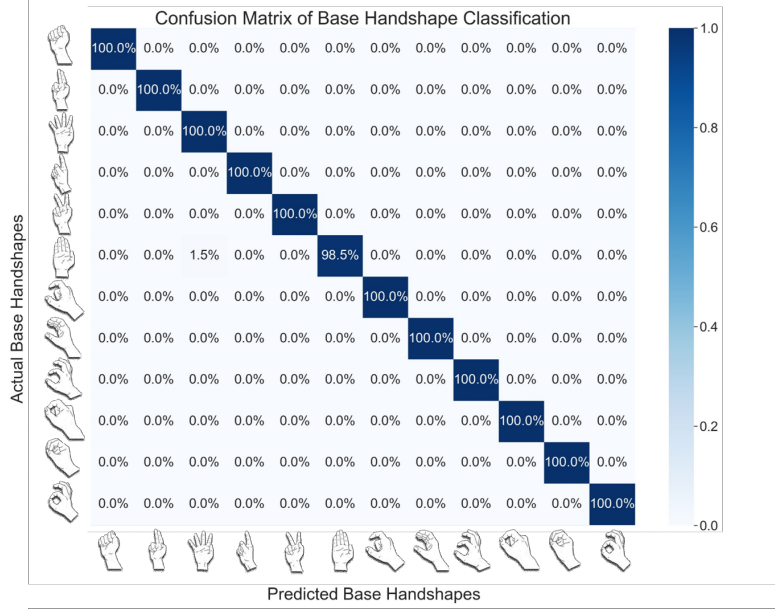 Confusion Matrix of Base Handshape Classification
100.0% 0.0% 0.0% 0.0% 0.0% 0.0% 0.0% 0.0% 0.0% 0.0% 0.0% 0.0%
0.0% 100.0% 0.0% 0.0% 0.0% 0.0% 0.0% 0.0% 0.0% 0.0% 0.0% 0.0%
0.0% 0.0% 100.0% 0.0% 0.0% 0.0% 0.0% 0.0% 0.0% 0.0% 0.0% 0.0%
0.0% 0.0% 0.0% 100.0% 0.0% 0.0% 0.0% 0.0% 0.0% 0.0% 0.0% 0.0%
0.0% 0.0% 0.0% 0.0% 100.0% 0.0% 0.0% 0.0% 0.0% 0.0% 0.0% 0.0%
0.0% 0.0% 1.5% 0.0% 0.0% 98.5% 0.0% 0.0% 0.0% 0.0% 0.0% 0.0%
0.0% 0.0% 0.0% 0.0% 0.0% 0.0% 100.0% 0.0% 0.0% 0.0% 0.0% 0.0%
0.0% 0.0% 0.0% 0.0% 0.0% 0.0% 0.0% 100.0% 0.0% 0.0% 0.0% 0.0%
0.0% 0.0% 0.0% 0.0% 0.0% 0.0% 0.0% 0.0% 100.0% 0.0% 0.0% 0.0%
0.0% 0.0% 0.0% 0.0% 0.0% 0.0% 0.0% 0.0% 0.0% 100.0% 0.0% 0.0%
0.0% 0.0% 0.0% 0.0% 0.0% 0.0% 0.0% 0.0% 0.0% 0.0% 100.0% 0.0%
0.0% 0.0% 0.0% 0.0% 0.0% 0.0% 0.0% 0.0% 0.0% 0.0% 0.0% 100.0%
1.0
0.8
0.6
0.4
0.2
0.0
Actual Base Handshapes
Predicted Base Handshapes